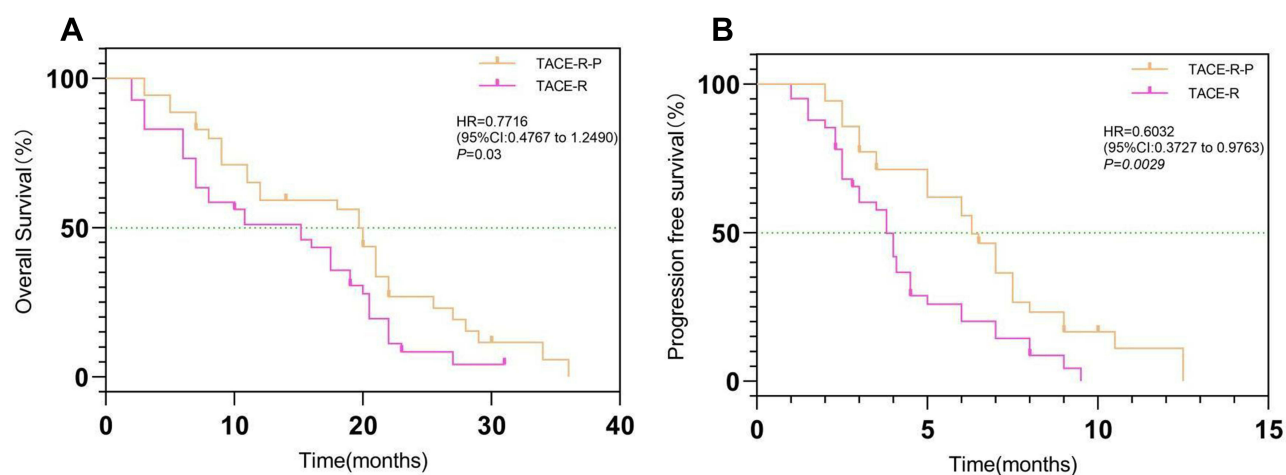 A
Overall Survival(%)
100
50
0
0 10 20 30 40
Time(months)
TACE-R-P
TACE-R
HR=0.7716
(95%CI:0.4767 to 1.2490)
P=0.03
B
Progression free survival(%)
100
50
0
0 5 10 15
Time(months)
TACE-R-P
TACE-R
HR=0.6032
(95%CI:0.3727 to 0.9763)
P=0.0029